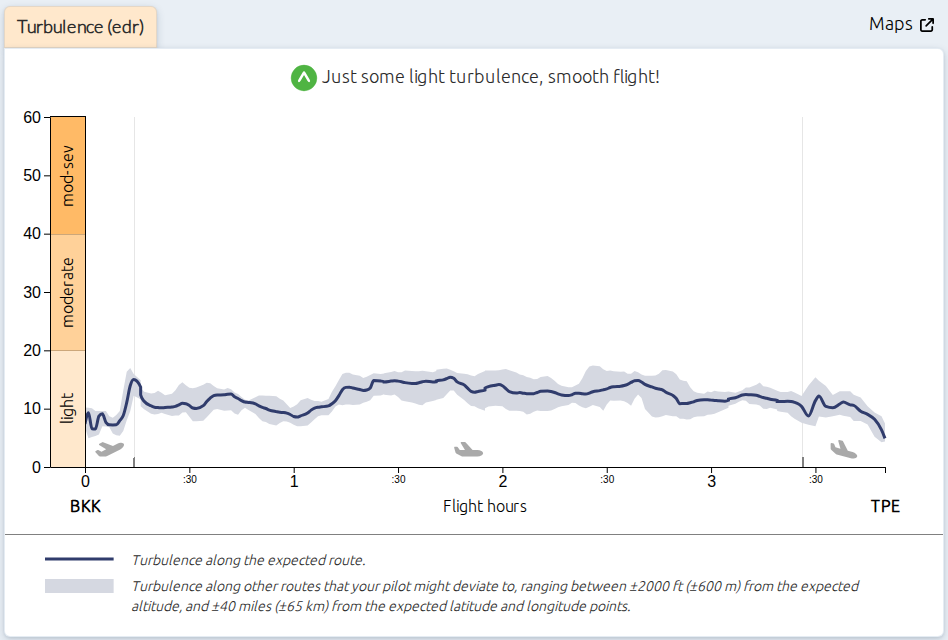 Turbulence (edr)
Maps
Just some light turbulence, smooth flight!
60
50
40
30
20
10
0
mod-sev
moderate
light
0 :30 1 :30 2 :30 3 :30
BKK Flight hours TPE
Turbulence along the expected route.
Turbulence along other routes that your pilot might deviate to, ranging between ±2000 ft (±600 m) from the expected
altitude, and ±40 miles (±65 km) from the expected latitude and longitude points.